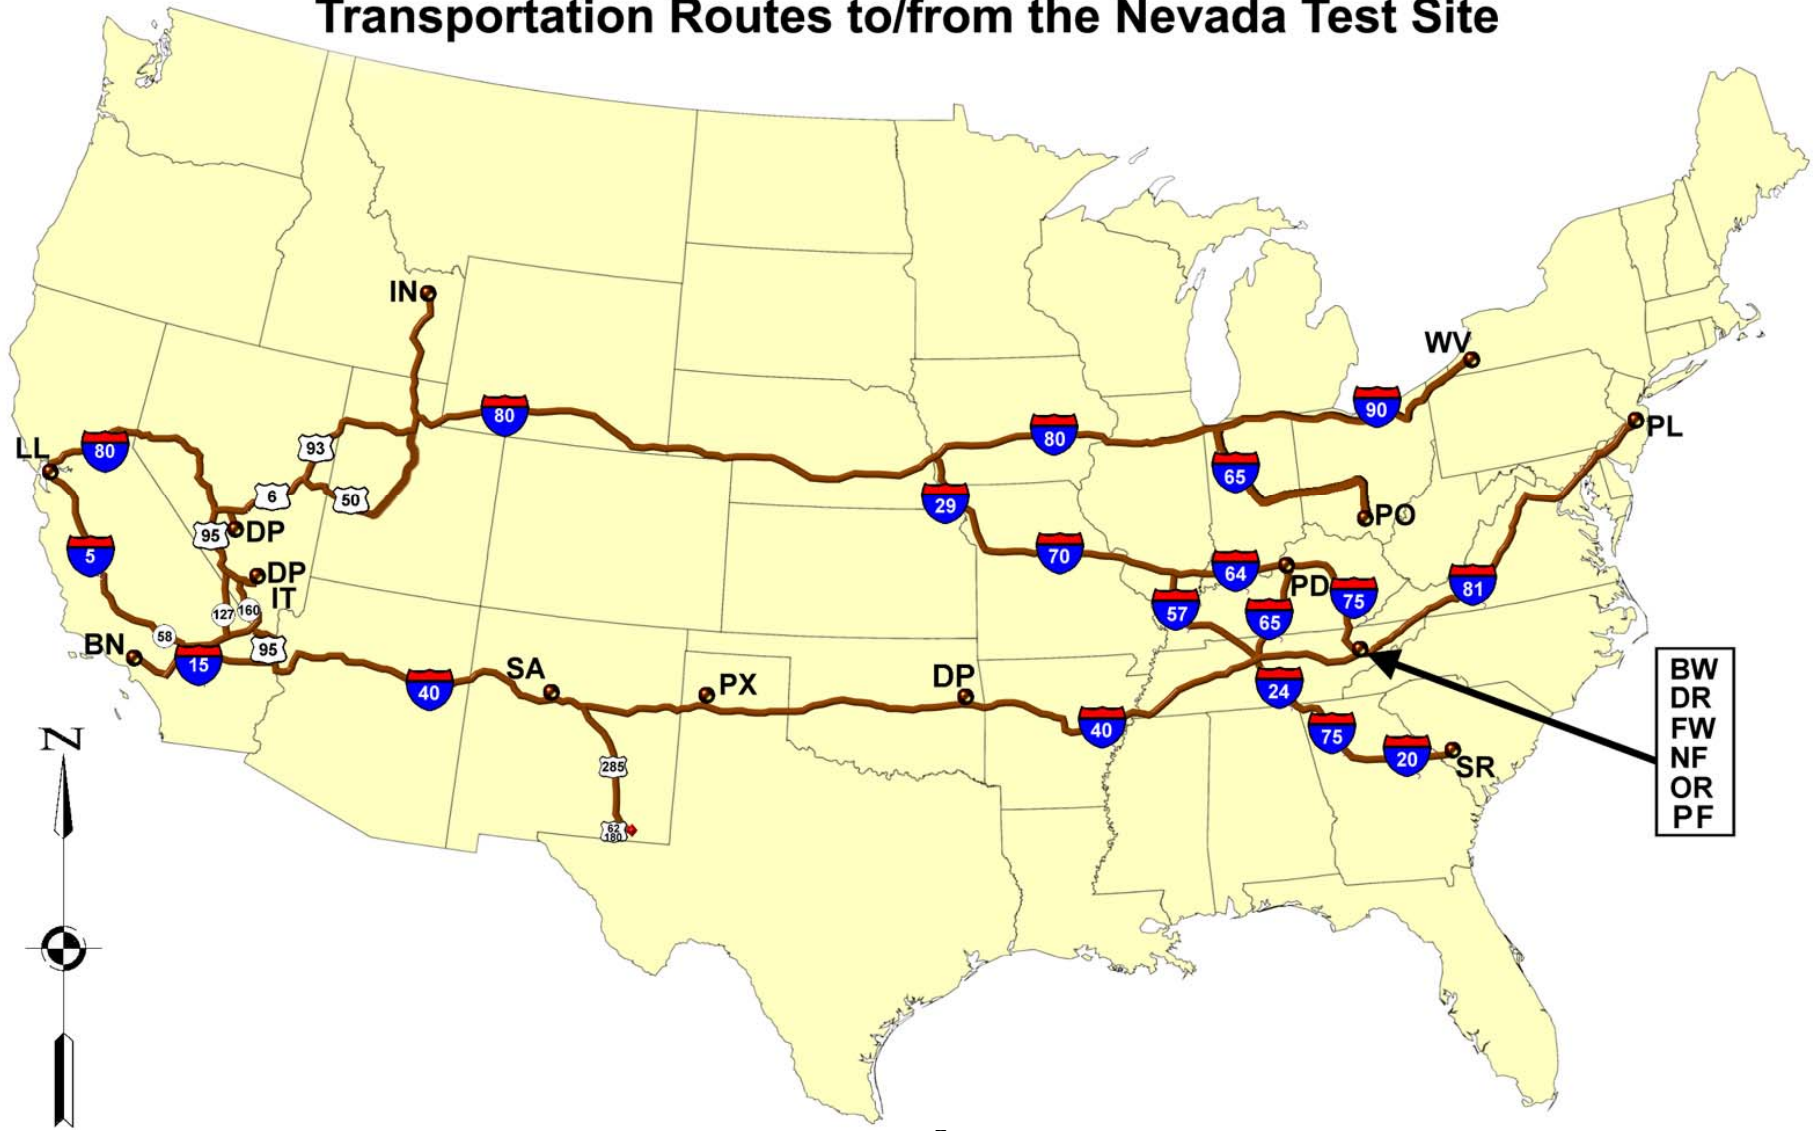 Transportation Routes to/from the Nevada Test Site
IN
WV
90
80
80
PL
93
LL
80
65
6
50
29
PO
95
DP
5
70
64
DP
IT
PD
75
81
127
160
57
65
58
BN
95
15
SA
PX
DP
40
24
40
75
20
SR
285
62
180
BW
DR
FW
NF
OR
PF
N